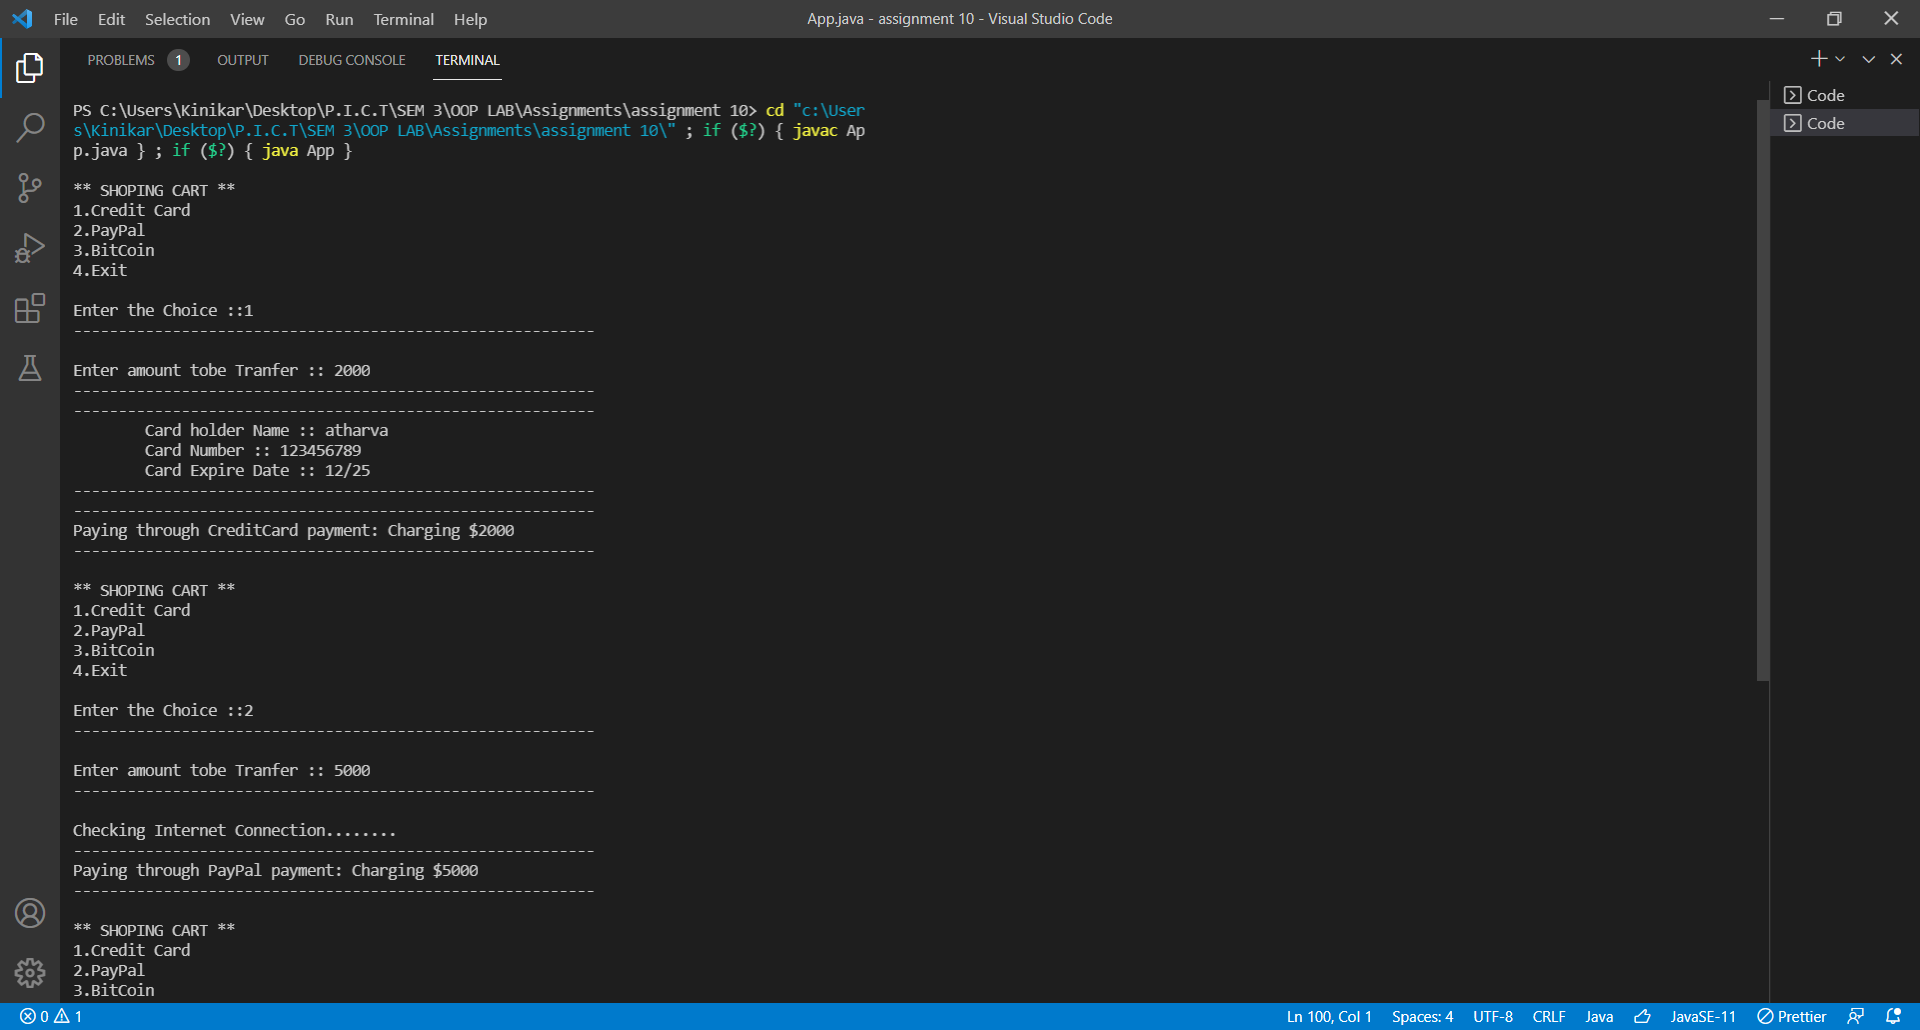 File Edit Selection View Go Run Terminal Help App.java - assignment 10 - Visual Studio Code
PROBLEMS 1 OUTPUT DEBUG CONSOLE TERMINAL
PS C:\Users\Kinikar\Desktop\P.I.C.T\SEM 3\OOP LAB\Assignments\assignment 10> cd "c:\User
s\Kinikar\Desktop\P.I.C.T\SEM 3\OOP LAB\Assignments\assignment 10\" ; if ($?) { javac Ap
p.java } ; if ($?) { java App }
** SHOPING CART **
1.Credit Card
2.PayPal
3.BitCoin
4.Exit
Enter the Choice ::1
----------------------------------------------------------
Enter amount tobe Tranfer :: 2000
----------------------------------------------------------
----------------------------------------------------------
Card holder Name :: atharva
Card Number :: 123456789
Card Expire Date :: 12/25
----------------------------------------------------------
----------------------------------------------------------
Paying through CreditCard payment: Charging $2000
----------------------------------------------------------
** SHOPING CART **
1.Credit Card
2.PayPal
3.BitCoin
4.Exit
Enter the Choice ::2
----------------------------------------------------------
Enter amount tobe Tranfer :: 5000
----------------------------------------------------------
Checking Internet Connection........
----------------------------------------------------------
Paying through PayPal payment: Charging $5000
----------------------------------------------------------
** SHOPING CART **
1.Credit Card
2.PayPal
3.BitCoin
Code
Code
0 1 Ln 100, Col 1 Spaces: 4 UTF-8 CRLF Java JavaSE-11 Prettier